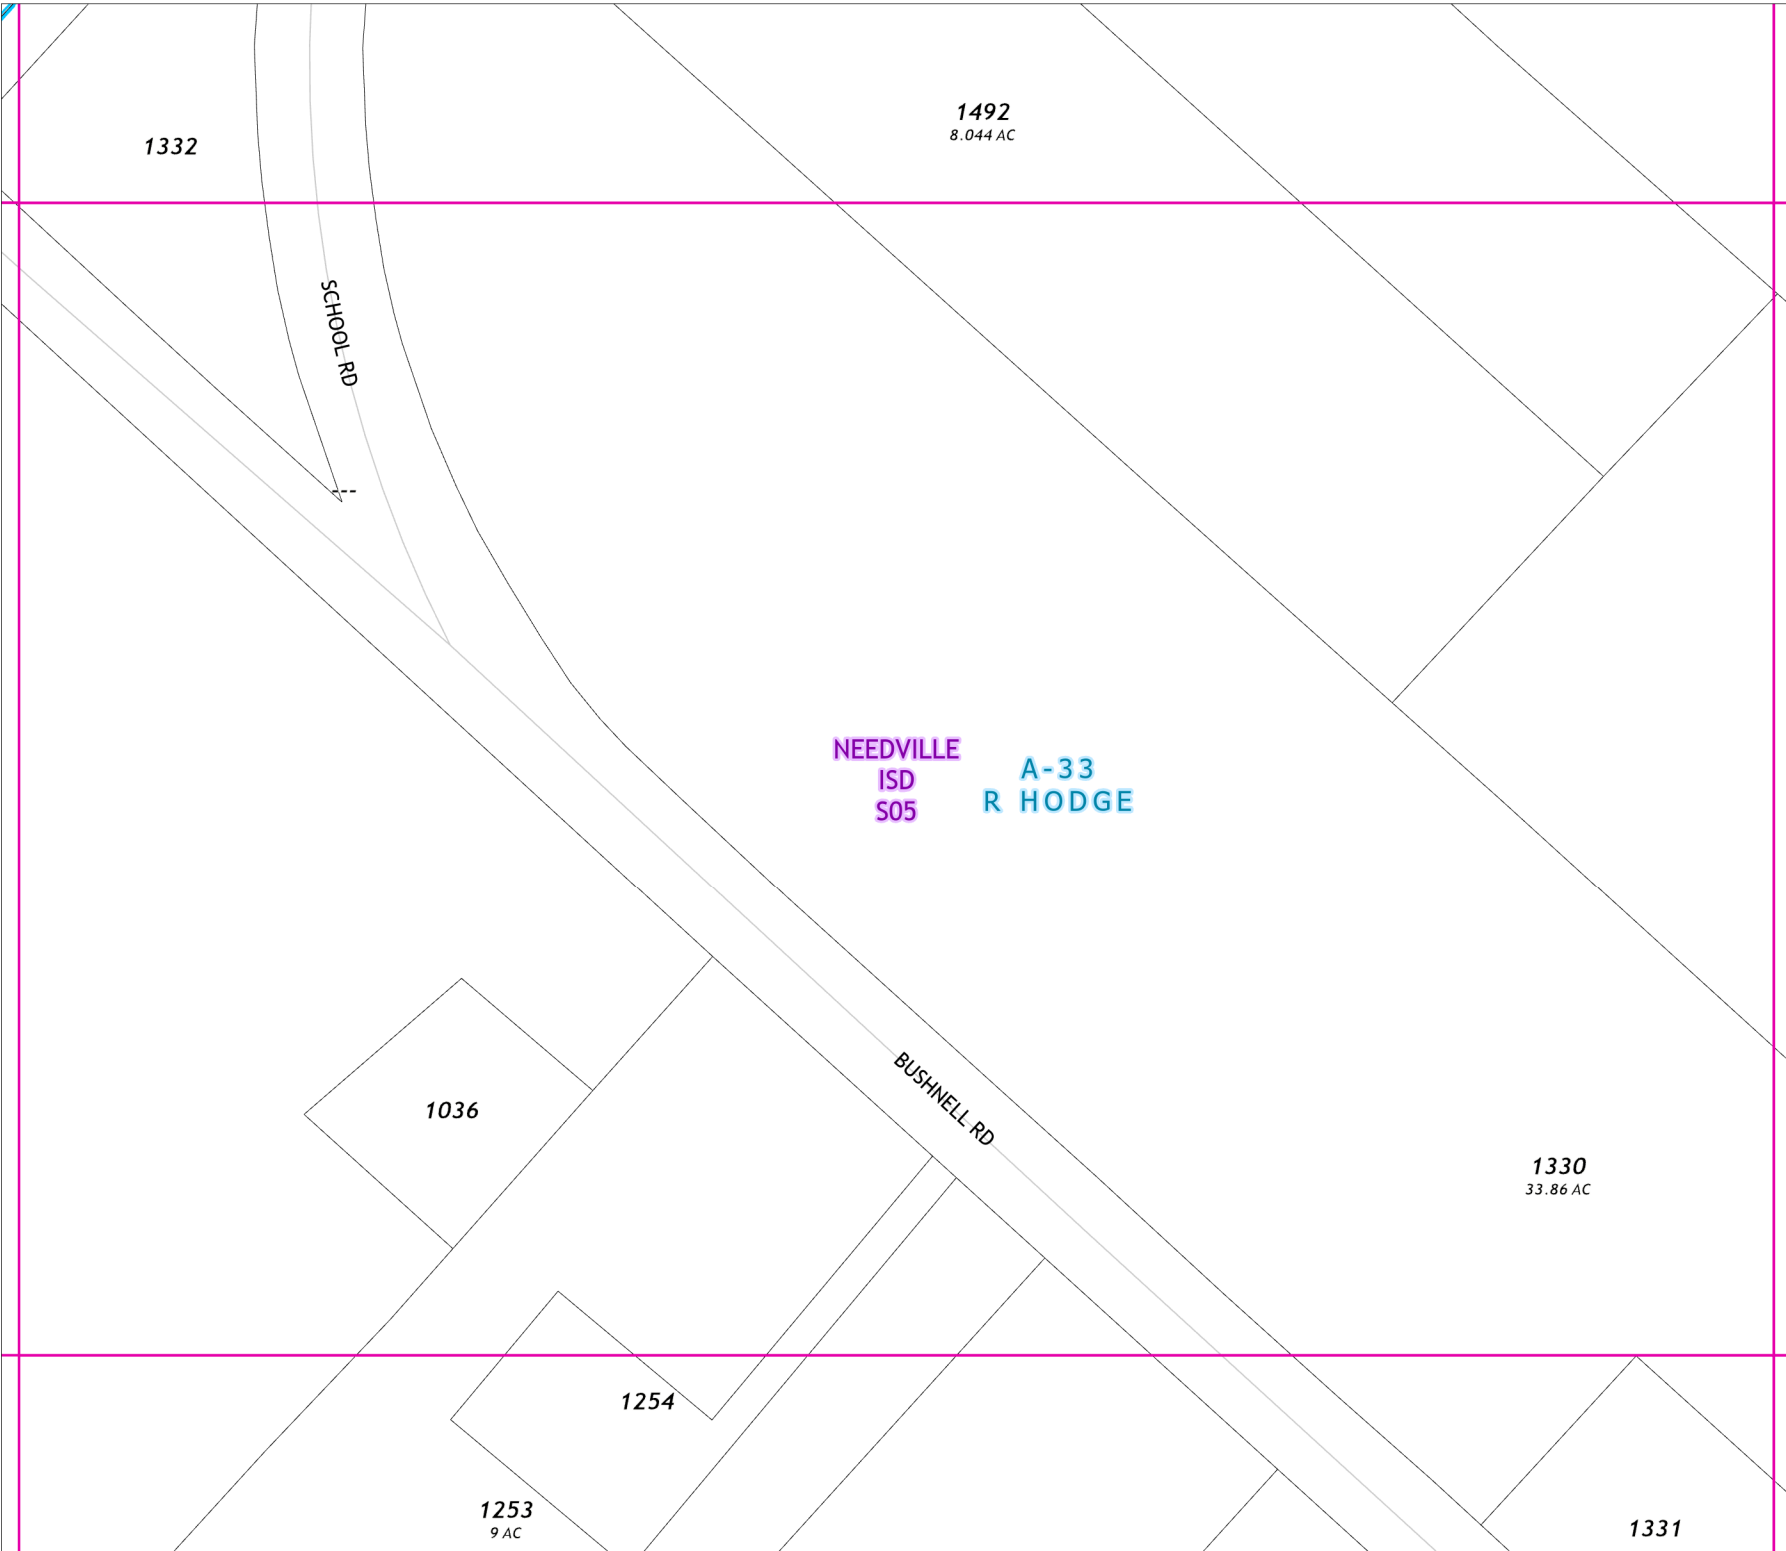 1492
8.044 AC
1332
SCHOOL RD
---
NEEDVILLE
ISD
S05
A-33
R HODGE
BUSHNELL RD
1036
1330
33.86 AC
1254
1253
9 AC
1331